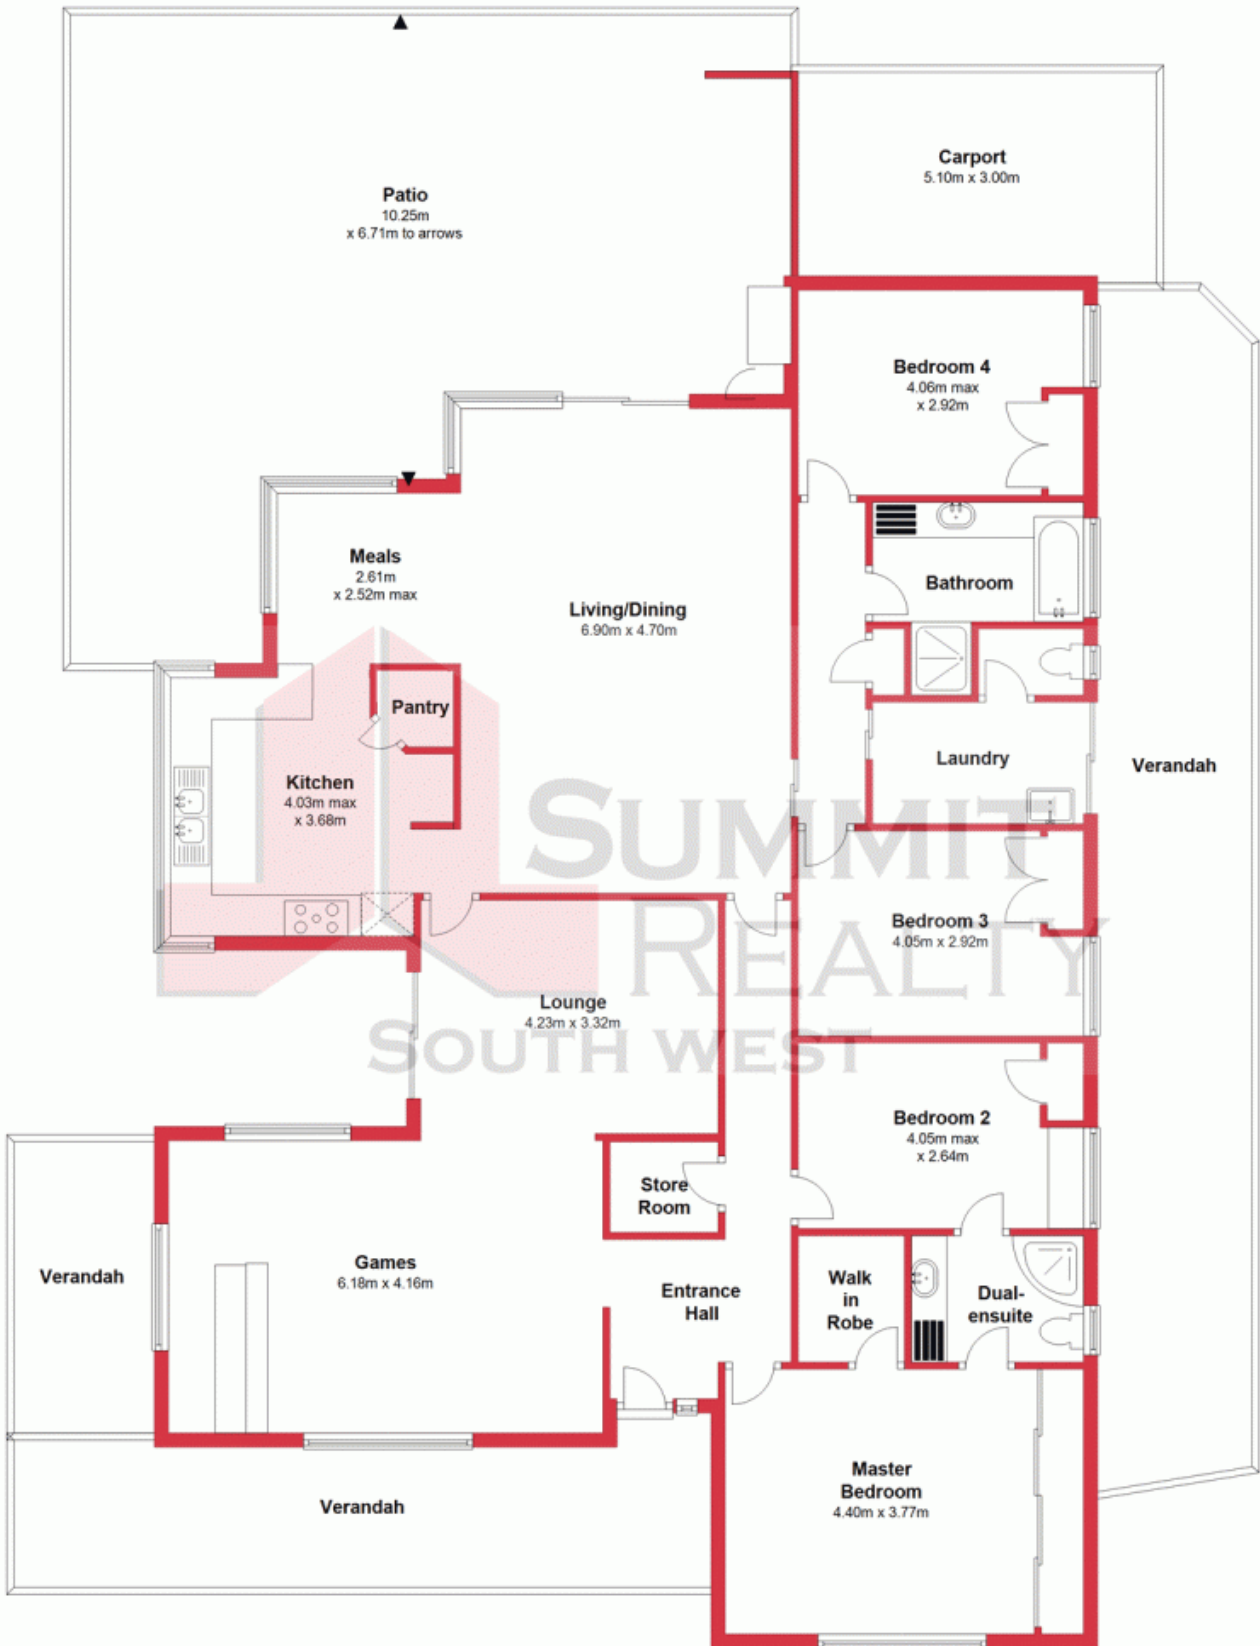 Carport
5.10m x 3.00m
Patio
10.25m
x 6.71m to arrows
Bedroom 4
4.06m max
x 2.92m
Meals
2.61m
x 2.52m max
Bathroom
Living/Dining
6.90m x 4.70m
Pantry
Laundry
Verandah
Kitchen
4.03m max
x 3.68m
SUMMIT
REALTY
SOUTH WEST
Bedroom 3
4.05m x 2.92m
Lounge
4.23m x 3.32m
Bedroom 2
4.05m max
x 2.64m
Store
Room
Games
6.18m x 4.16m
Verandah
Entrance
Hall
Walk
in
Robe
Dual-
ensuite
Master
Bedroom
4.40m x 3.77m
Verandah